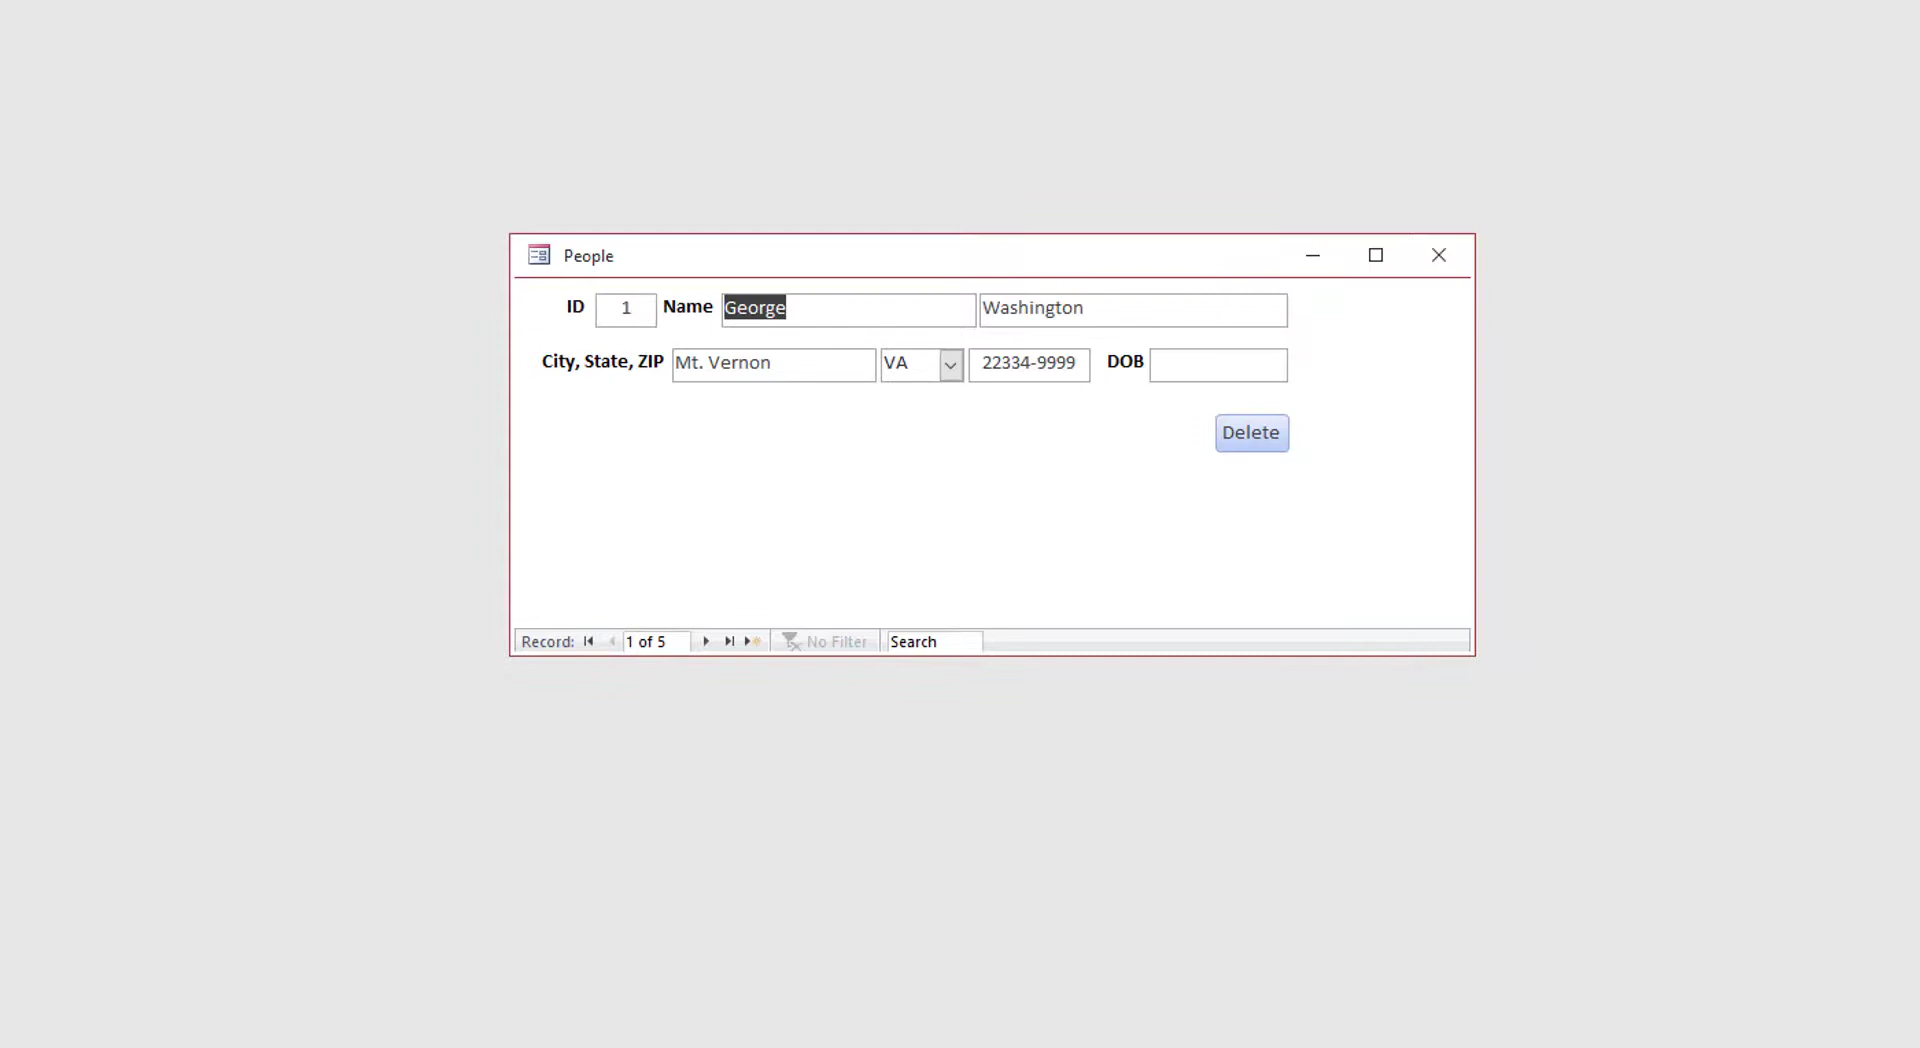 People
ID 1 Name George Washington
City, State, ZIP Mt. Vernon VA 22334-9999 DOB
Delete
Record: 1 of 5 No Filter Search